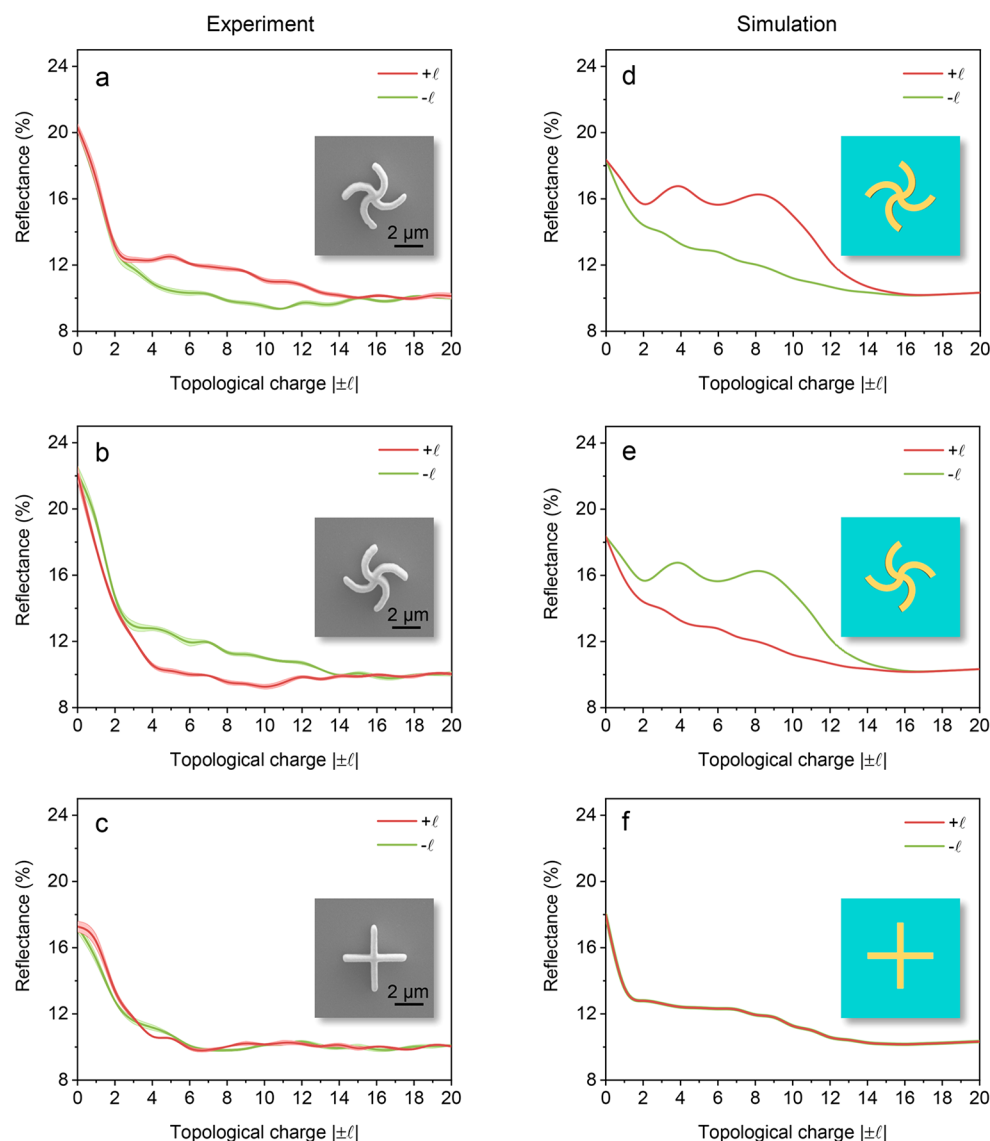 Experiment
Simulation
a
+ℓ
-ℓ
2 μm
Reflectance (%)
24
20
16
12
8
0 2 4 6 8 10 12 14 16 18 20
Topological charge |±ℓ|
d
+ℓ
-ℓ
Reflectance (%)
24
20
16
12
8
0 2 4 6 8 10 12 14 16 18 20
Topological charge |±ℓ|
b
+ℓ
-ℓ
2 μm
Reflectance (%)
24
20
16
12
8
0 2 4 6 8 10 12 14 16 18 20
Topological charge |±ℓ|
e
+ℓ
-ℓ
Reflectance (%)
24
20
16
12
8
0 2 4 6 8 10 12 14 16 18 20
Topological charge |±ℓ|
c
+ℓ
-ℓ
2 μm
Reflectance (%)
24
20
16
12
8
0 2 4 6 8 10 12 14 16 18 20
Topological charge |±ℓ|
f
+ℓ
-ℓ
Reflectance (%)
24
20
16
12
8
0 2 4 6 8 10 12 14 16 18 20
Topological charge |±ℓ|